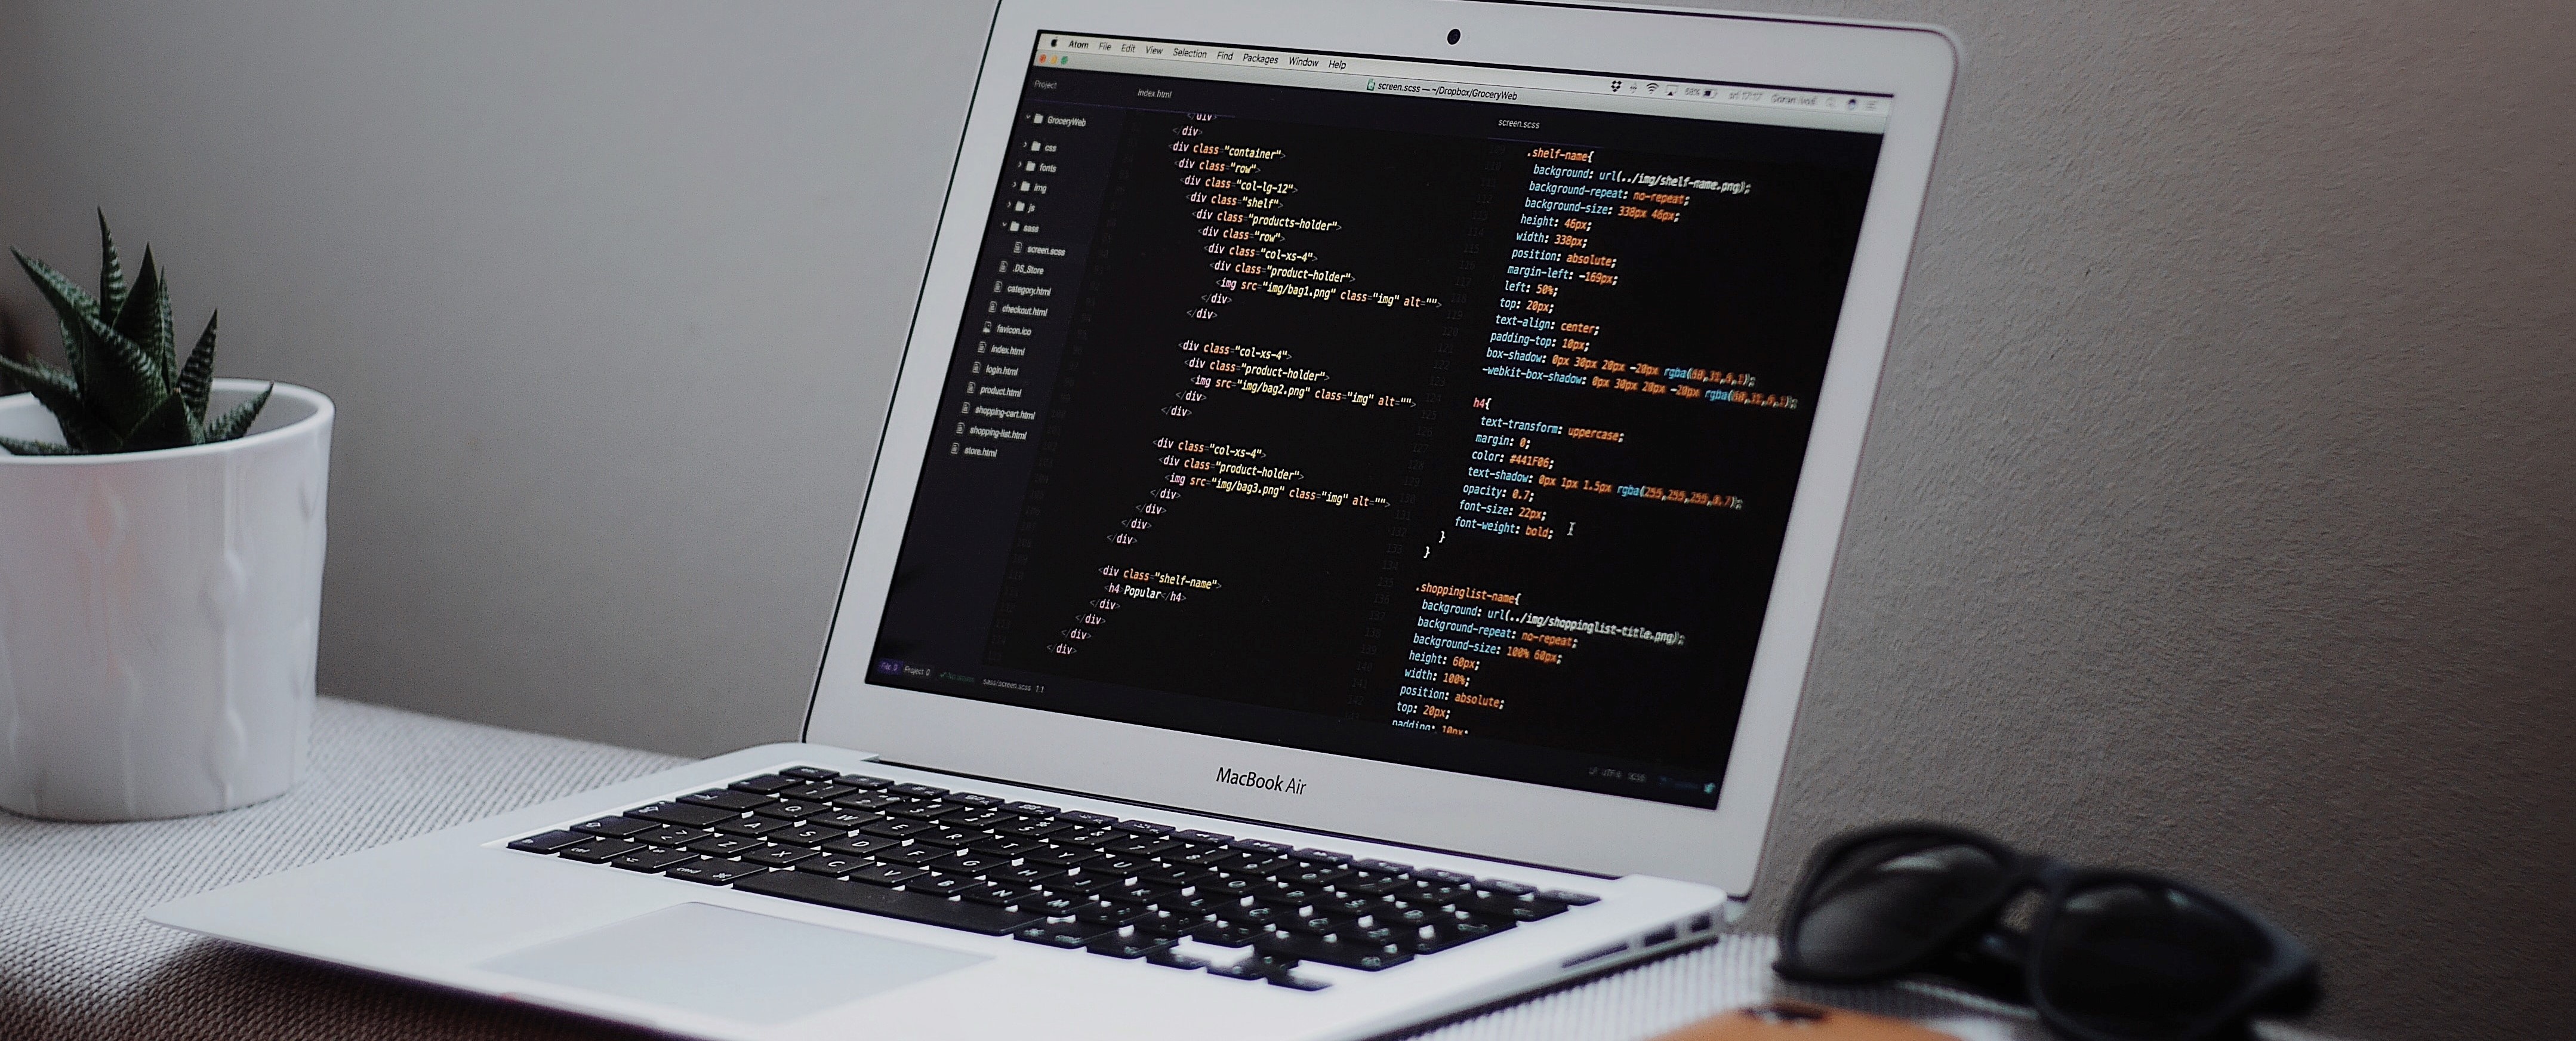 Atom File Edit View Selection Find Packages Window Help
screen.scss — ~/Dropbox/GroceryWeb
68%
Project
GroceryWeb
css
fonts
img
js
sass
screen.scss
.DS_Store
category.html
checkout.html
favicon.ico
index.html
login.html
product.html
shopping-cart.html
shopping-list.html
store.html
index.html
</div>
</div>
<div class="container">
<div class="row">
<div class="col-lg-12">
<div class="shelf">
<div class="products-holder">
<div class="row">
<div class="col-xs-4">
<div class="product-holder">
<img src="img/bag1.png" class="img" alt="">
</div>
</div>
<div class="col-xs-4">
<div class="product-holder">
<img src="img/bag2.png" class="img" alt="">
</div>
</div>
<div class="col-xs-4">
<div class="product-holder">
<img src="img/bag3.png" class="img" alt="">
</div>
</div>
</div>
</div>
<div class="shelf-name">
<h4>Popular</h4>
</div>
</div>
</div>
</div>
screen.scss
.shelf-name{
background: url(../img/shelf-name.png);
background-repeat: no-repeat;
background-size: 338px 46px;
height: 46px;
width: 338px;
position: absolute;
margin-left: -169px;
left: 50%;
top: 20px;
text-align: center;
padding-top: 10px;
box-shadow: 0px 30px 20px -20px rgba(60,31,6,1);
-webkit-box-shadow: 0px 30px 20px -20px rgba(60,31,6,1);
h4{
text-transform: uppercase;
margin: 0;
color: #441F06;
text-shadow: 0px 1px 1.5px rgba(255,255,255,0.7);
opacity: 0.7;
font-size: 22px;
font-weight: bold;
}
}
.shoppinglist-name{
background: url(../img/shoppinglist-title.png);
background-repeat: no-repeat;
background-size: 100% 60px;
height: 60px;
width: 100%;
position: absolute;
top: 20px;
padding: 10px;
File 0 Project 0 No Issues sass/screen.scss 1:1
MacBook Air
Q W E R T Y U
A S D F G H J K L
Z X C V B N M